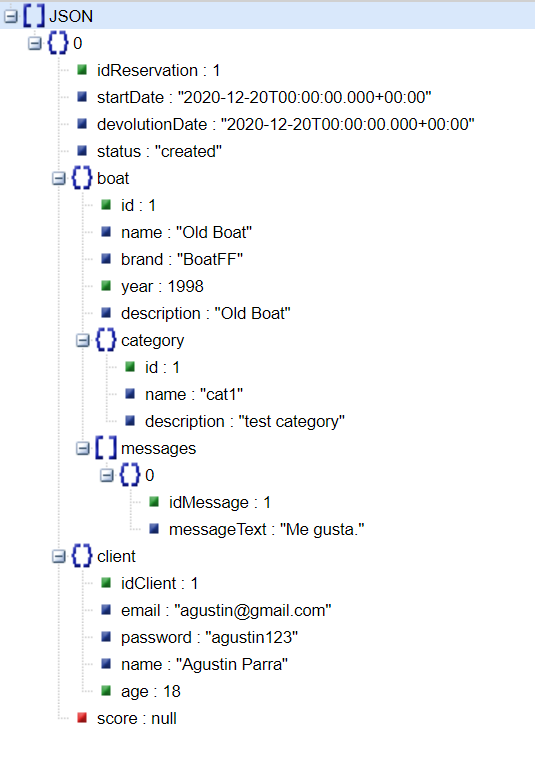 JSON
0
idReservation : 1
startDate : "2020-12-20T00:00:00.000+00:00"
devolutionDate : "2020-12-20T00:00:00.000+00:00"
status : "created"
boat
id : 1
name : "Old Boat"
brand : "BoatFF"
year : 1998
description : "Old Boat"
category
id : 1
name : "cat1"
description : "test category"
messages
0
idMessage : 1
messageText : "Me gusta."
client
idClient : 1
email : "agustin@gmail.com"
password : "agustin123"
name : "Agustin Parra"
age : 18
score : null